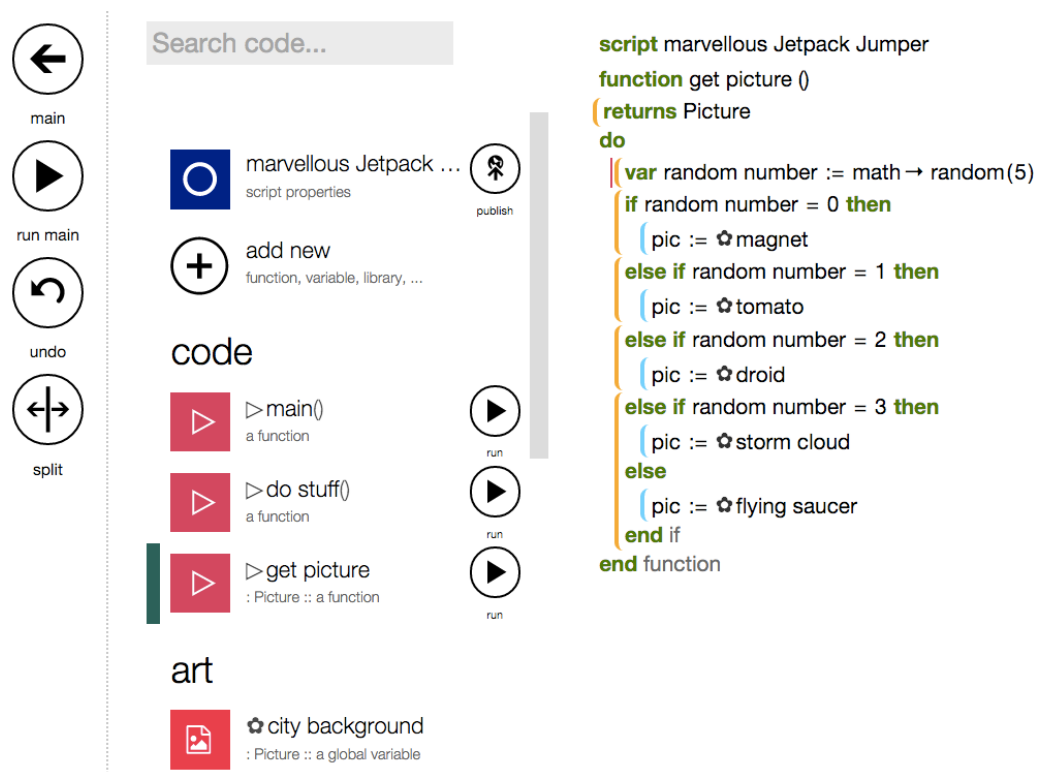 main
run main
undo
split
Search code...
marvellous Jetpack ...
script properties
publish
add new
function, variable, library, ...
code
▷main()
a function
run
▷do stuff()
a function
run
▷get picture
: Picture :: a function
run
art
✿city background
: Picture :: a global variable
script marvellous Jetpack Jumper
function get picture ()
returns Picture
do
var random number := math→ random(5)
if random number = 0 then
pic := ✿magnet
else if random number = 1 then
pic := ✿tomato
else if random number = 2 then
pic := ✿droid
else if random number = 3 then
pic := ✿storm cloud
else
pic := ✿flying saucer
end if
end function